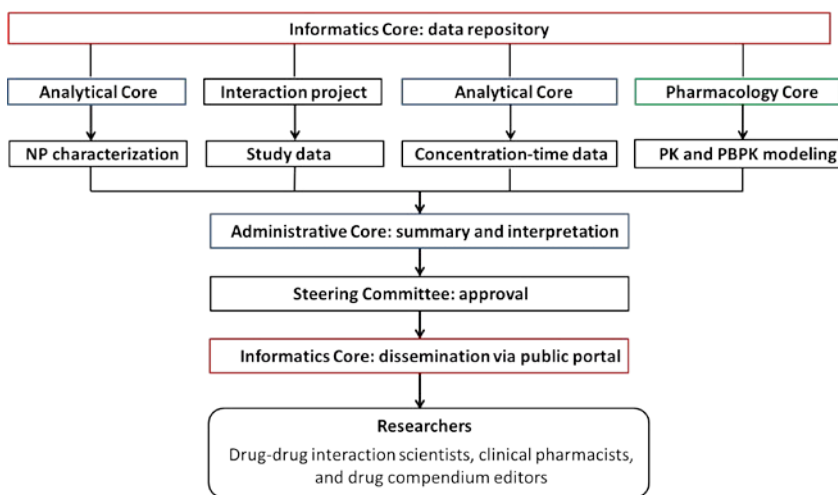 Informatics Core: data repository
Analytical Core
Interaction project
Analytical Core
Pharmacology Core
NP characterization
Study data
Concentration-time data
PK and PBPK modeling
Administrative Core: summary and interpretation
Steering Committee: approval
Informatics Core: dissemination via public portal
Researchers
Drug-drug interaction scientists, clinical pharmacists,
and drug compendium editors